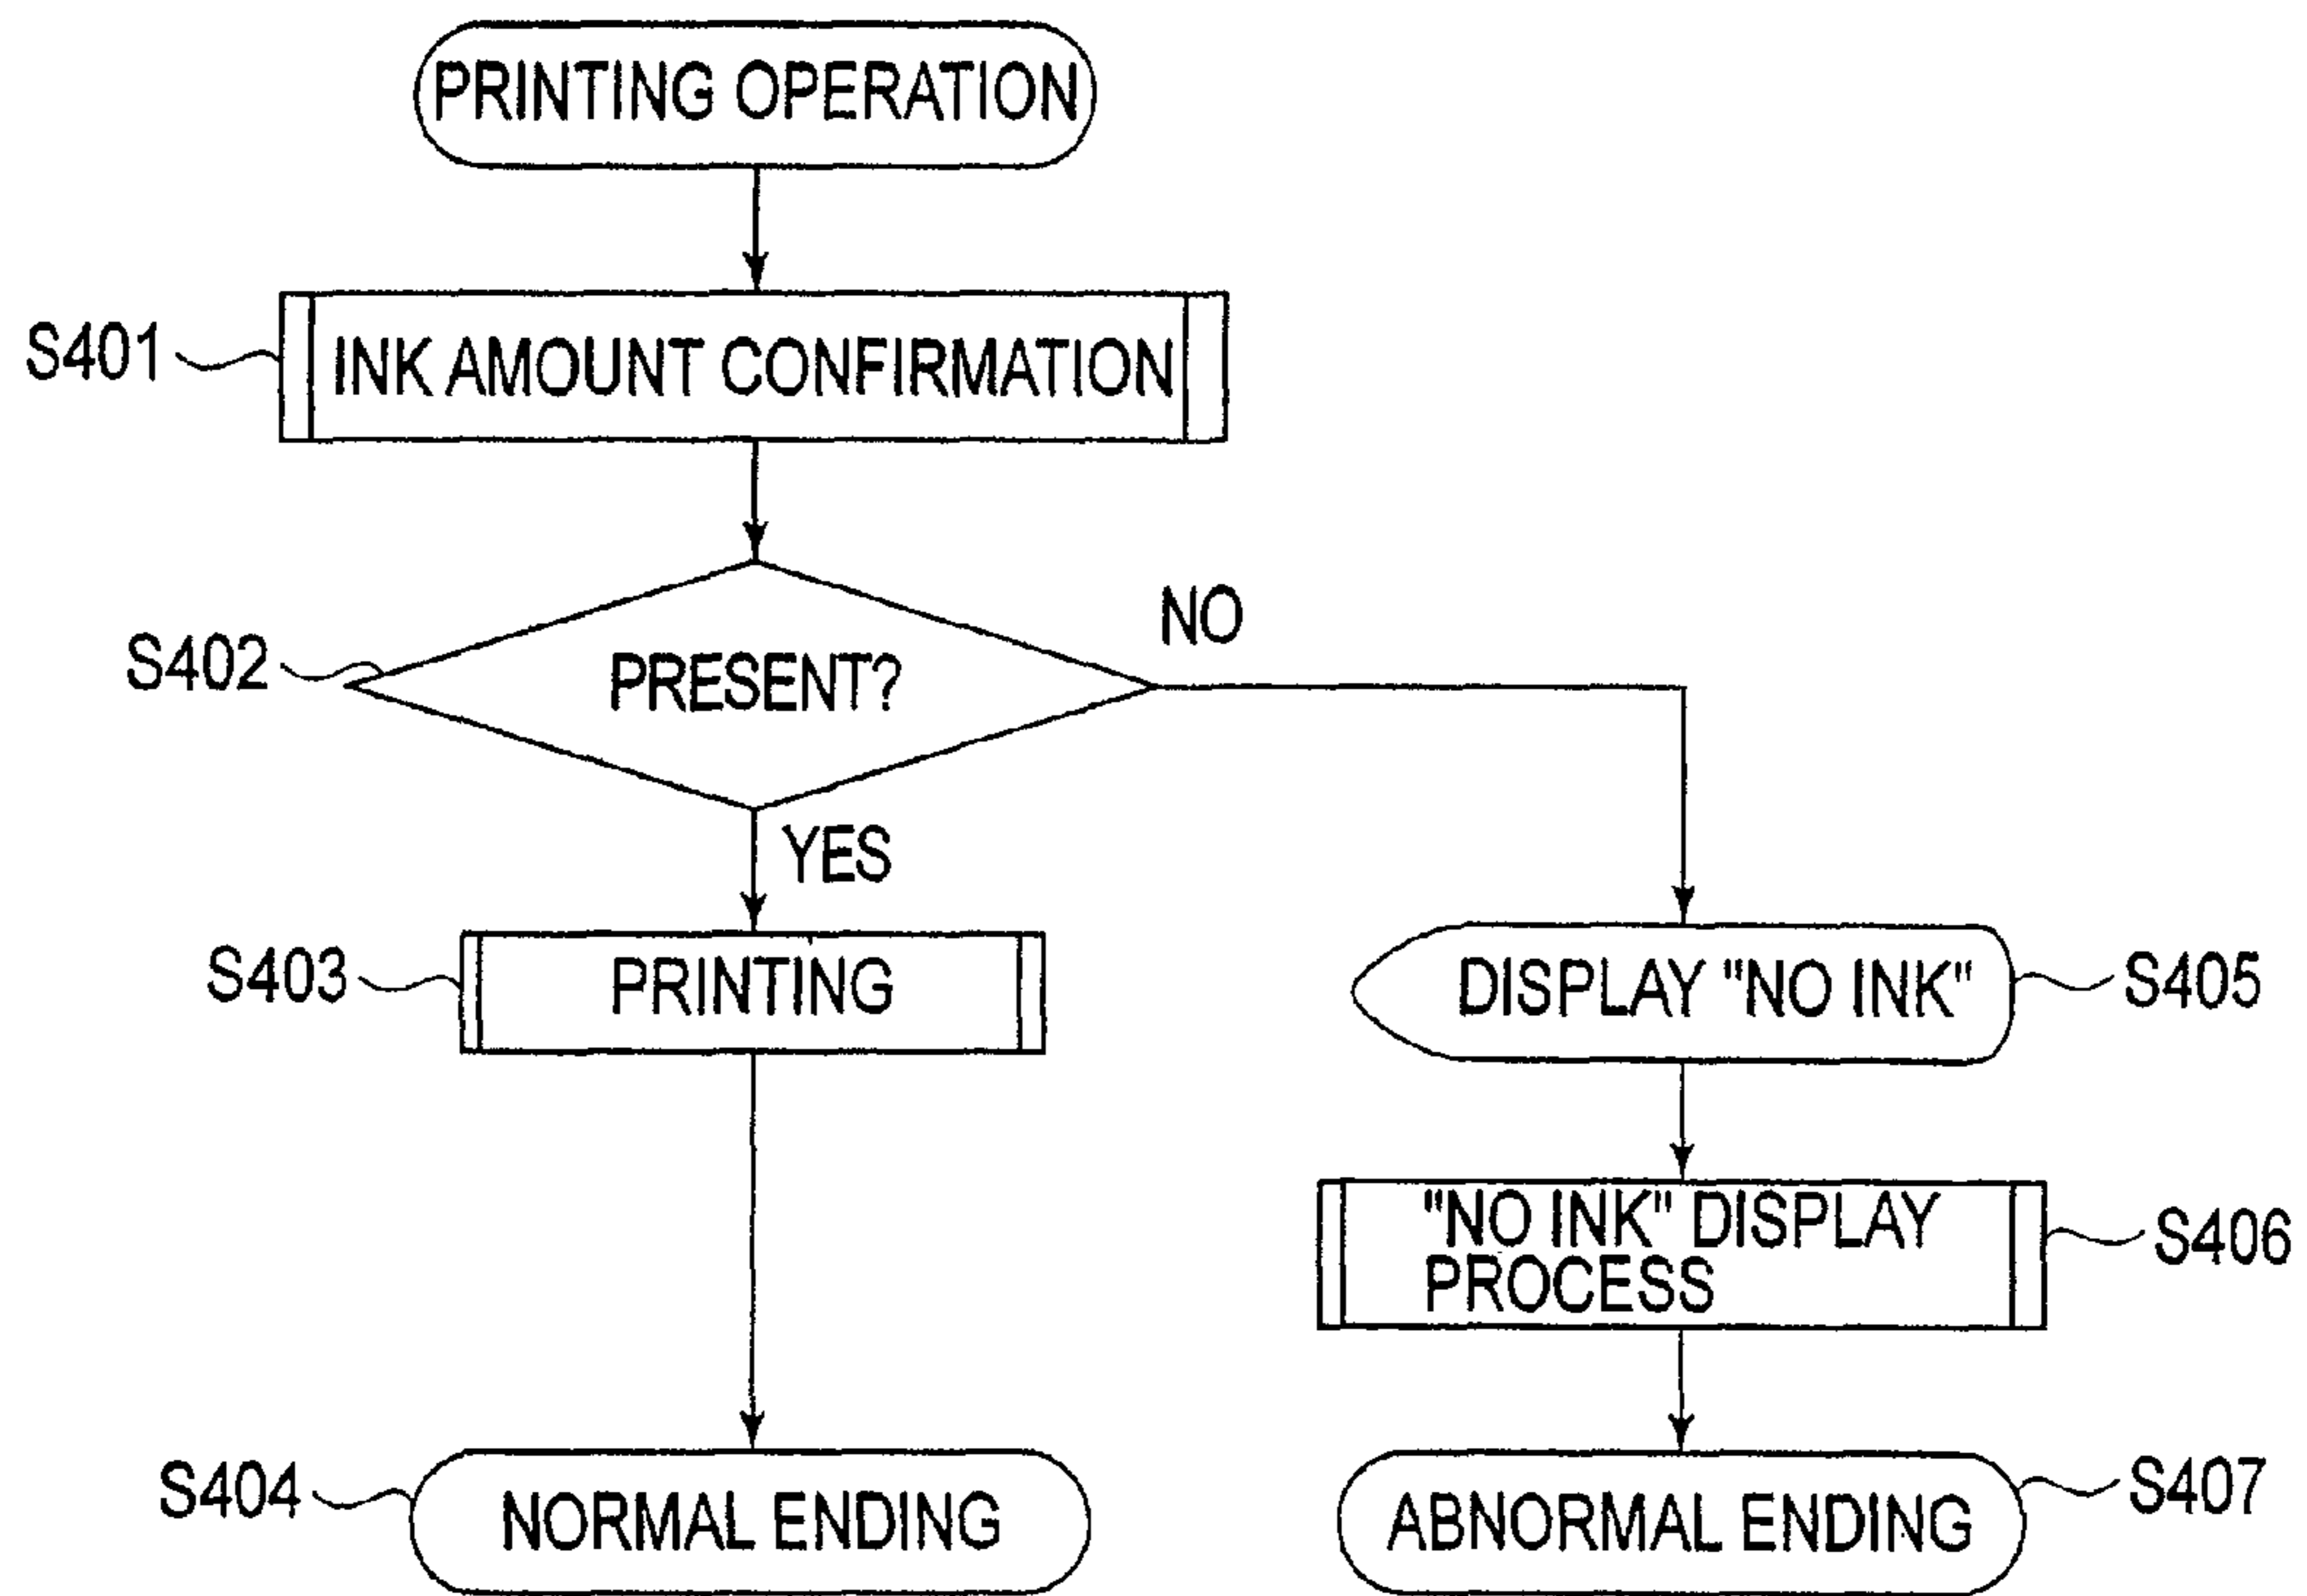 PRINTING OPERATION
S401
INK AMOUNT CONFIRMATION
S402
PRESENT?
NO
YES
S403
PRINTING
DISPLAY "NO INK"
S405
"NO INK" DISPLAY
PROCESS
S406
S404
NORMAL ENDING
ABNORMAL ENDING
S407